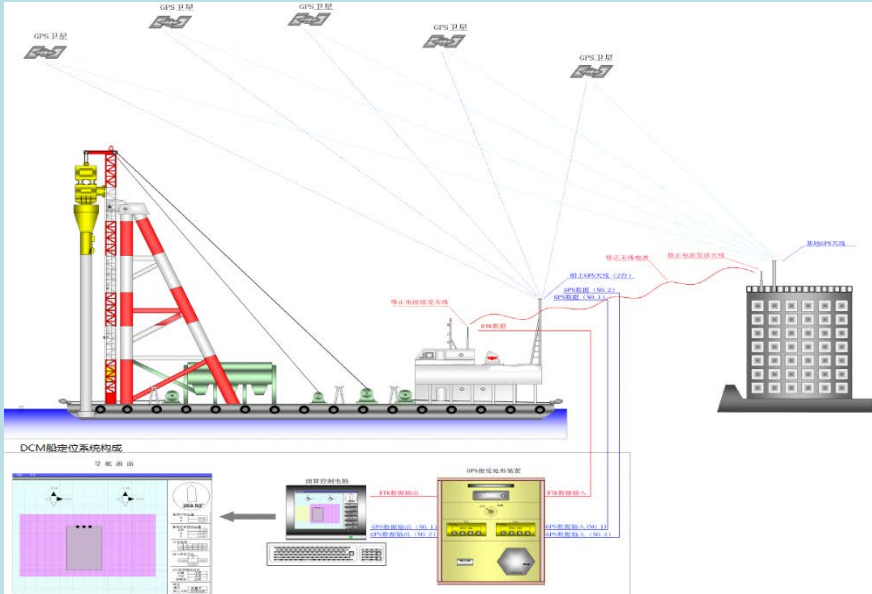 GPS卫星
GPS卫星
GPS卫星
GPS卫星
GPS卫星
基地GPS天线
修正无线电波
修正电波发送天线
船上GPS天线（2台）
GPS数据（NO.2）
GPS数据（NO.1）
修正电波接受天线
RTK数据
DCM船定位系统构成
导航画面
测算控制电脑
GPS接受处理装置
RTK数据输出
RTK数据输入
GPS数据输出（NO.1）
GPS数据输入（NO.1）
GPS数据输出（NO.2）
GPS数据输入（NO.2）